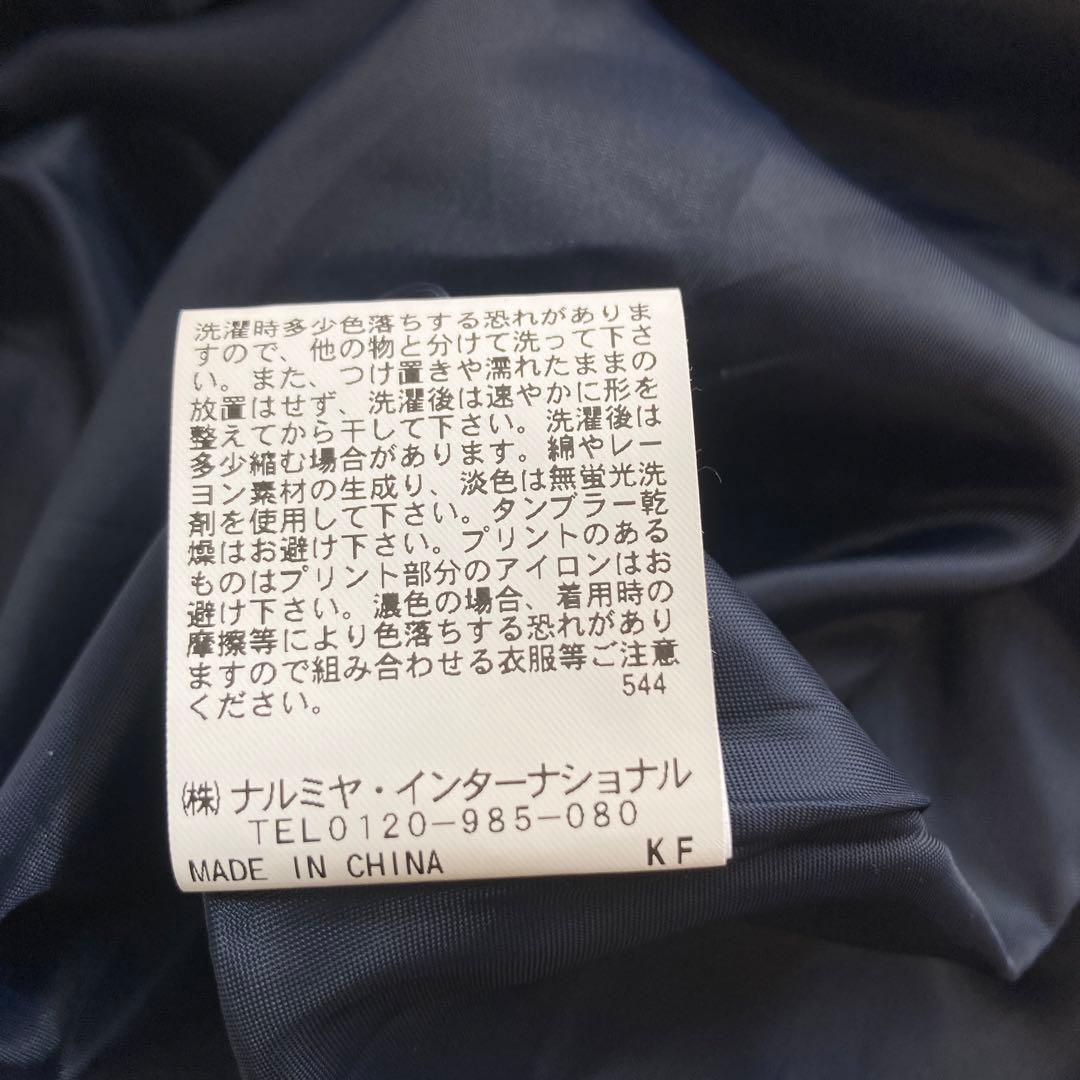 洗濯時多少色落ちする恐れがありま
すので、他の物と分けて洗って下さ
い。また、つけ置きや濡れたままの
放置はせず、洗濯後は速やかに形を
整えてから干して下さい。洗濯後は
多少縮む場合があります。綿やレー
ヨン素材の生成り、淡色は無蛍光洗
剤を使用して下さい。タンブラー乾
燥はお避け下さい。プリントのある
ものはプリント部分のアイロンはお
避け下さい。濃色の場合、着用時の
摩擦等により色落ちする恐れがあり
ますので組み合わせる衣服等ご注意
ください。 544
㈱ナルミヤ・インターナショナル
TEL0120-985-080
MADE IN CHINA KF